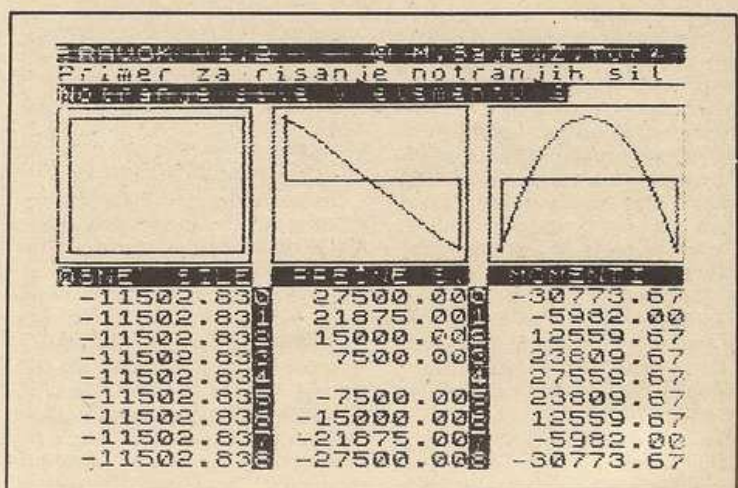 V1.2 © M.Saje&Ž.Turk
Primer za risanje notranjih sil
Notranje sile v elementu
OSNE SILE PREČNE S. MOMENTI
-11502.83 0 27500.00 0 -30773.67
-11502.83 1 21875.00 1 -5982.00
-11502.83 2 15000.00 2 12559.67
-11502.83 3 7500.00 3 23809.67
-11502.83 4 4 27559.67
-11502.83 5 -7500.00 5 23809.67
-11502.83 6 -15000.00 6 12559.67
-11502.83 7 -21875.00 7 -5982.00
-11502.83 8 -27500.00 8 -30773.67